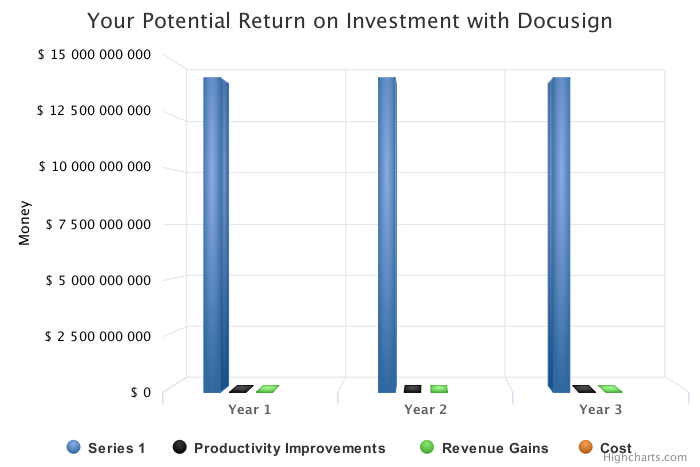 Your Potential Return on Investment with Docusign
$ 15 000 000 000
$ 12 500 000 000
$ 10 000 000 000
$ 7 500 000 000
$ 5 000 000 000
$ 2 500 000 000
$ 0
Money
Year 1 Year 2 Year 3
Series 1 Productivity Improvements Revenue Gains Cost
Highcharts.com